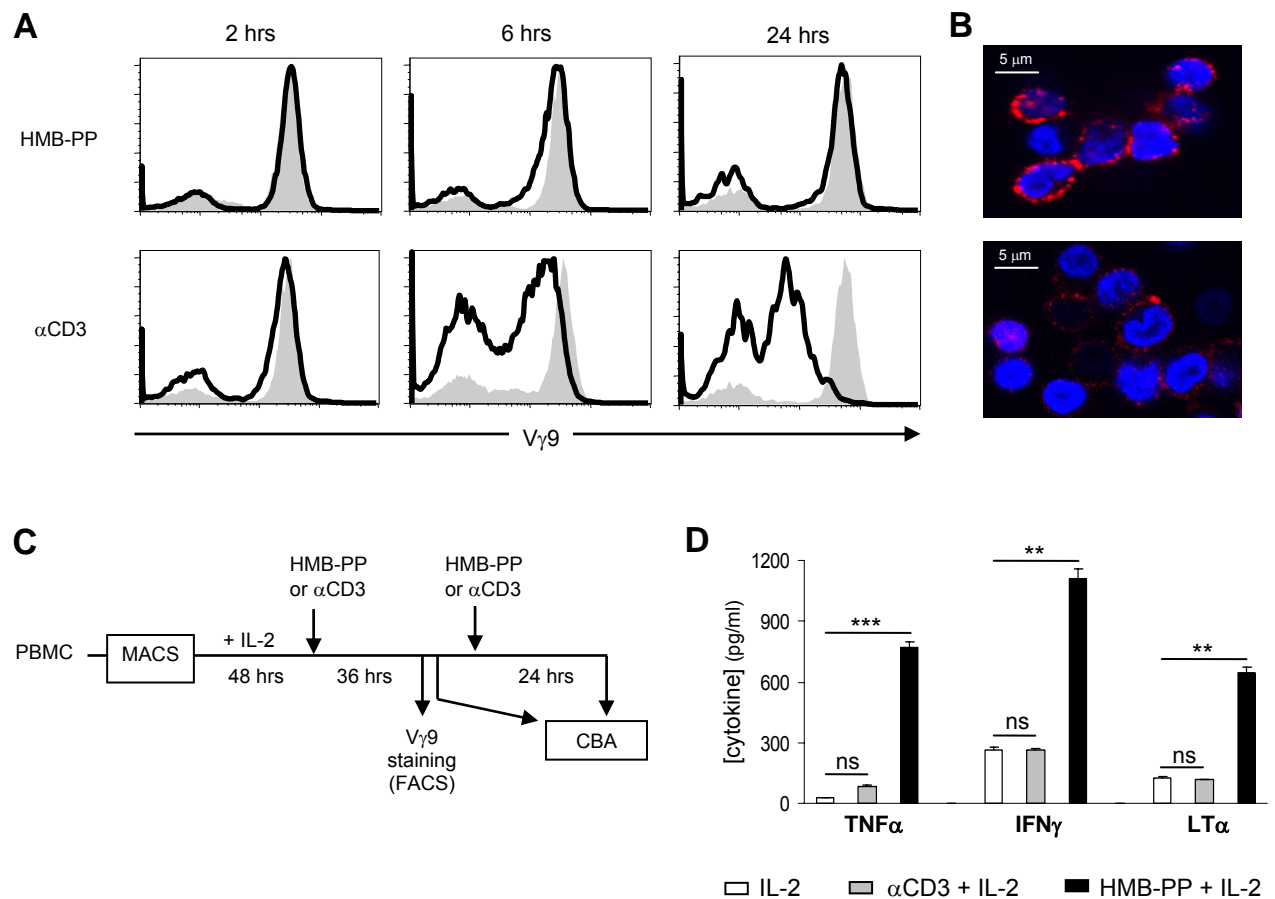 A
2 hrs
6 hrs
24 hrs
HMB-PP
αCD3
Vγ9
B
5 μm
5 μm
C
HMB-PP
or αCD3
HMB-PP
or αCD3
PBMC
MACS
+ IL-2
48 hrs
36 hrs
24 hrs
Vγ9
staining
(FACS)
CBA
D
[cytokine] (pg/ml)
1200
900
600
300
0
ns
***
ns
**
ns
**
TNFα
IFNγ
LTα
IL-2
αCD3 + IL-2
HMB-PP + IL-2